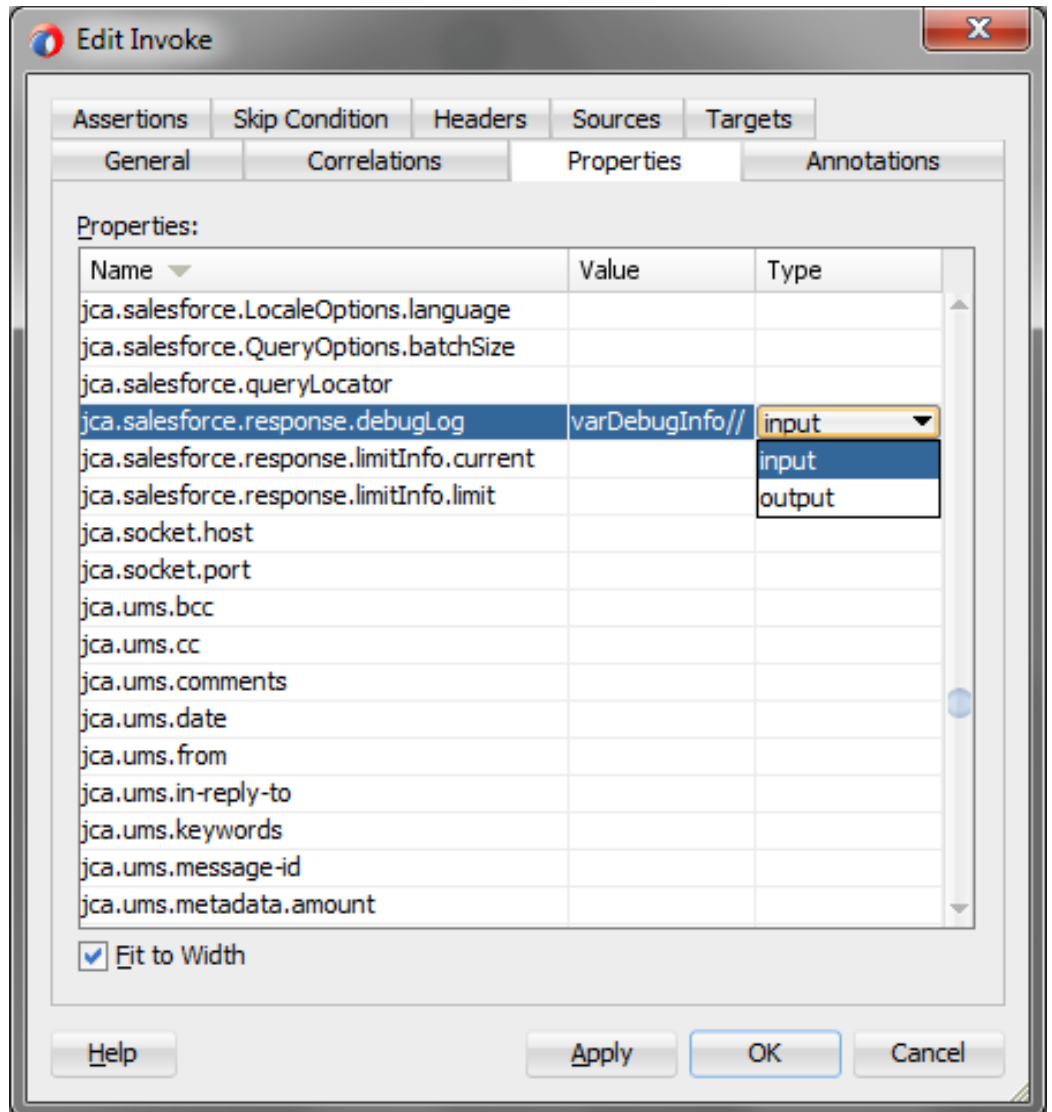 Edit Invoke
Assertions Skip Condition Headers Sources Targets
General Correlations Properties Annotations
Properties:
Name Value Type
jca.salesforce.LocaleOptions.language
jca.salesforce.QueryOptions.batchSize
jca.salesforce.queryLocator
jca.salesforce.response.debugLog varDebugInfo// input
jca.salesforce.response.limitInfo.current input
jca.salesforce.response.limitInfo.limit output
jca.socket.host
jca.socket.port
jca.ums.bcc
jca.ums.cc
jca.ums.comments
jca.ums.date
jca.ums.from
jca.ums.in-reply-to
jca.ums.keywords
jca.ums.message-id
jca.ums.metadata.amount
Fit to Width
Help Apply OK Cancel